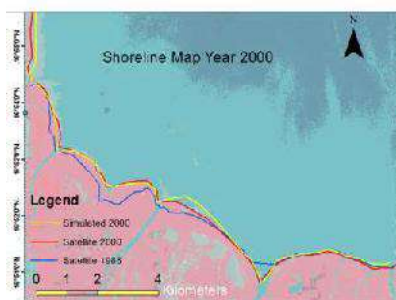 N
Shoreline Map Year 2000
Legend
Simulated 2000
Satellite 2000
Satellite 1985
0 1 2 4
Kilometers